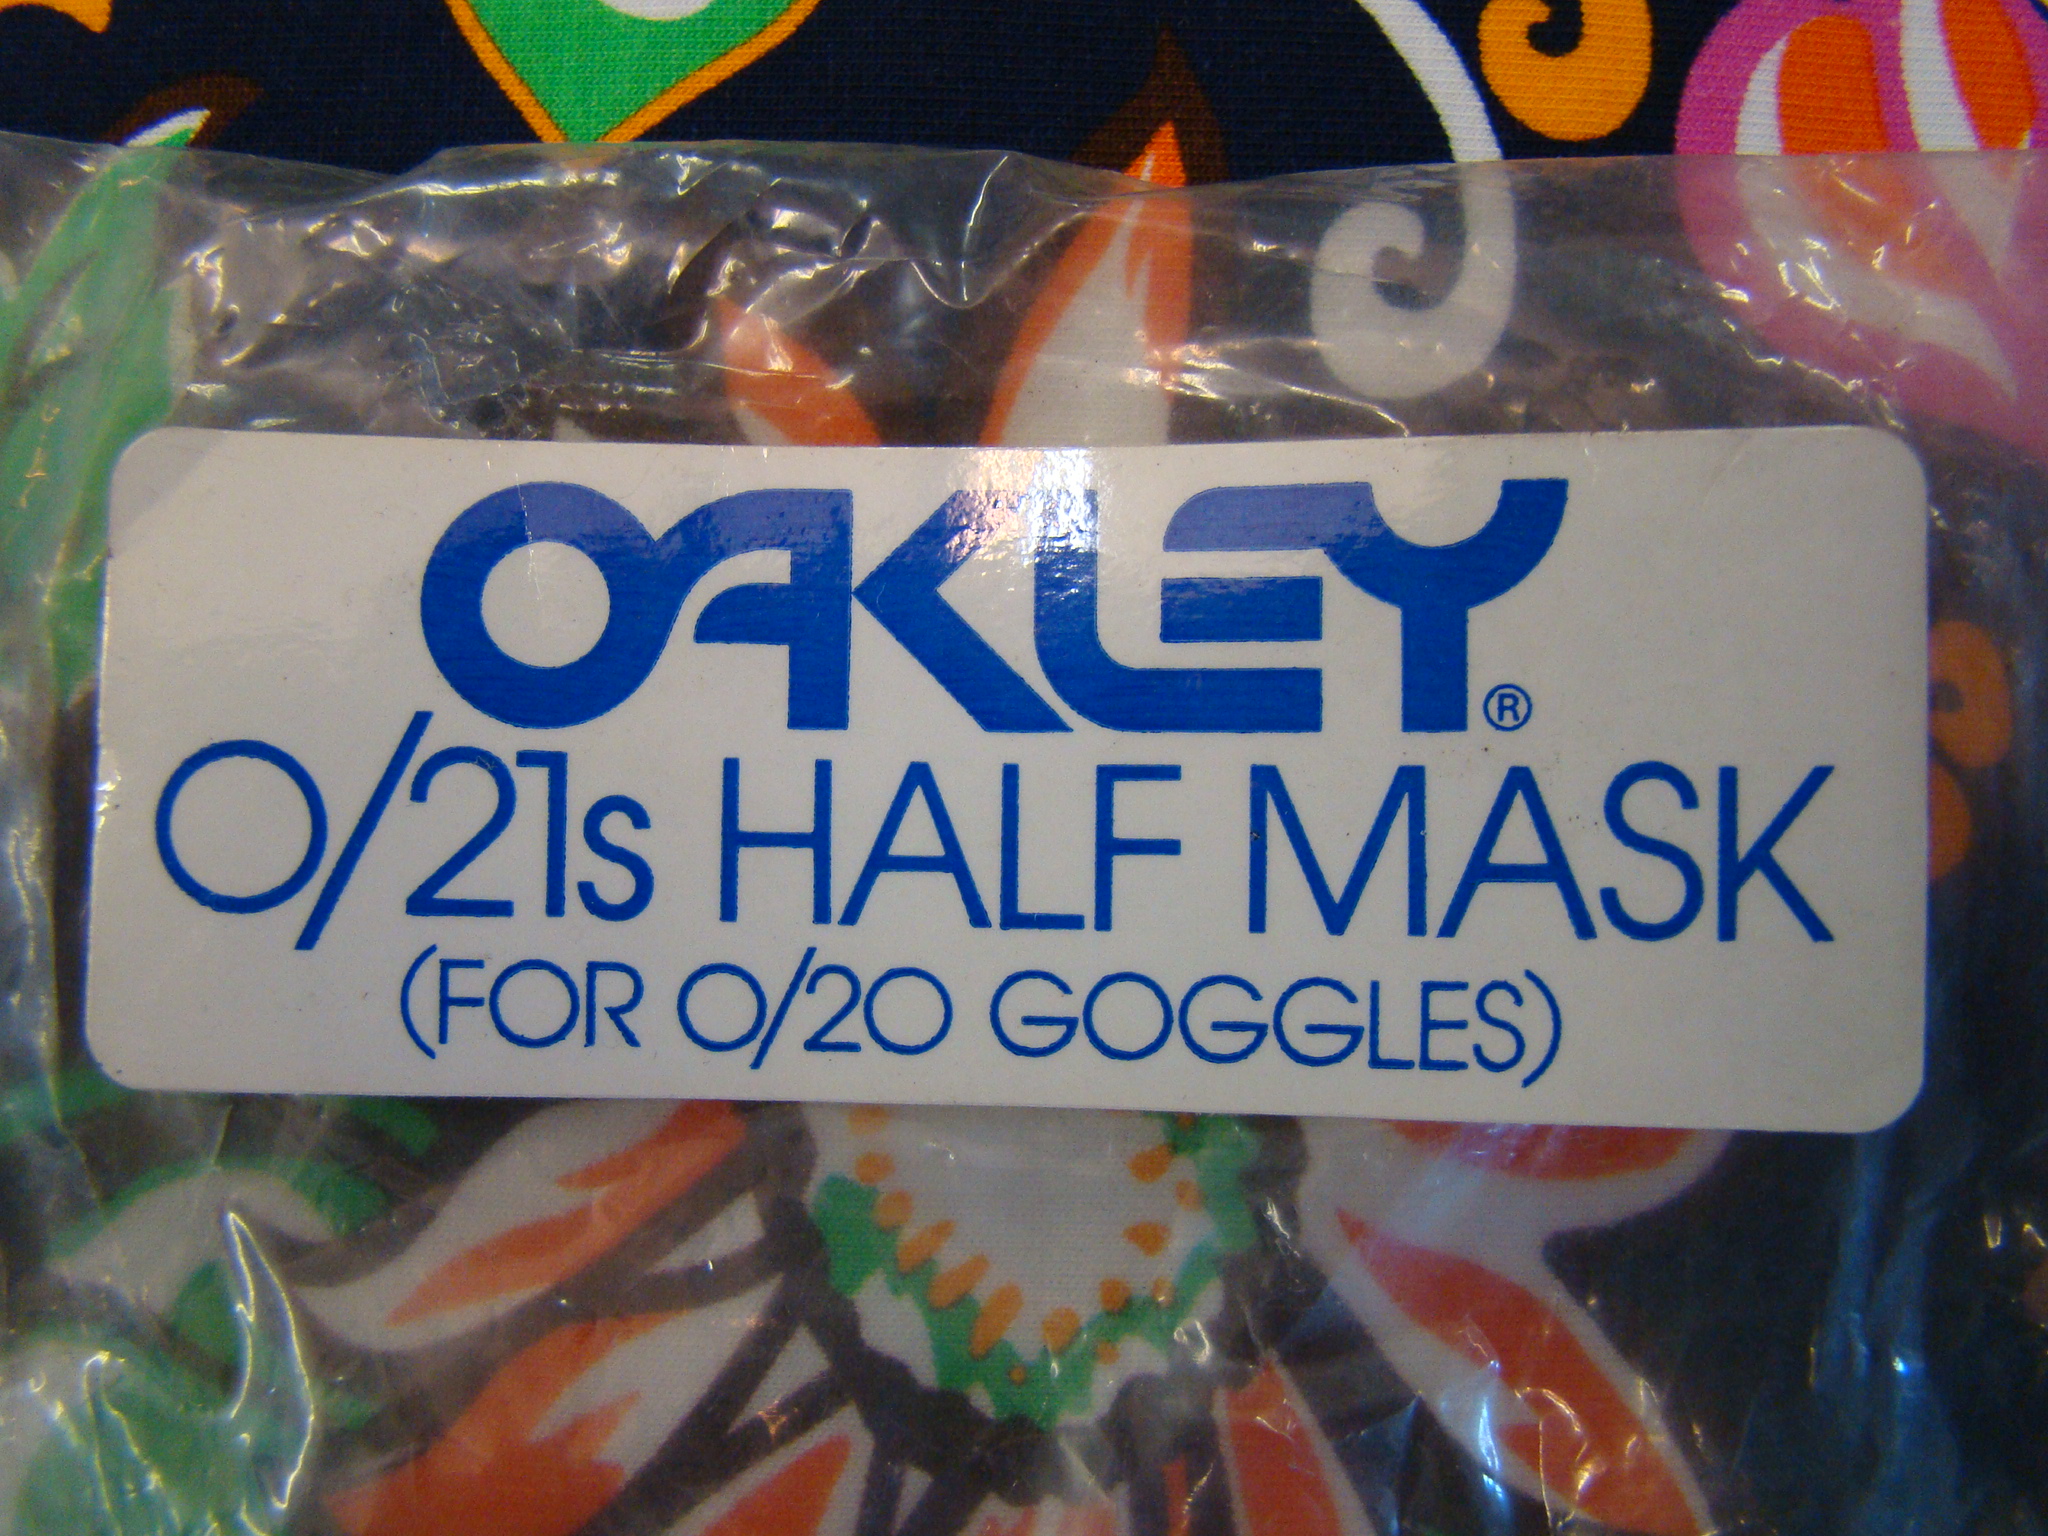 OAKLEY®
O/21s HALF MASK
(FOR O/20 GOGGLES)